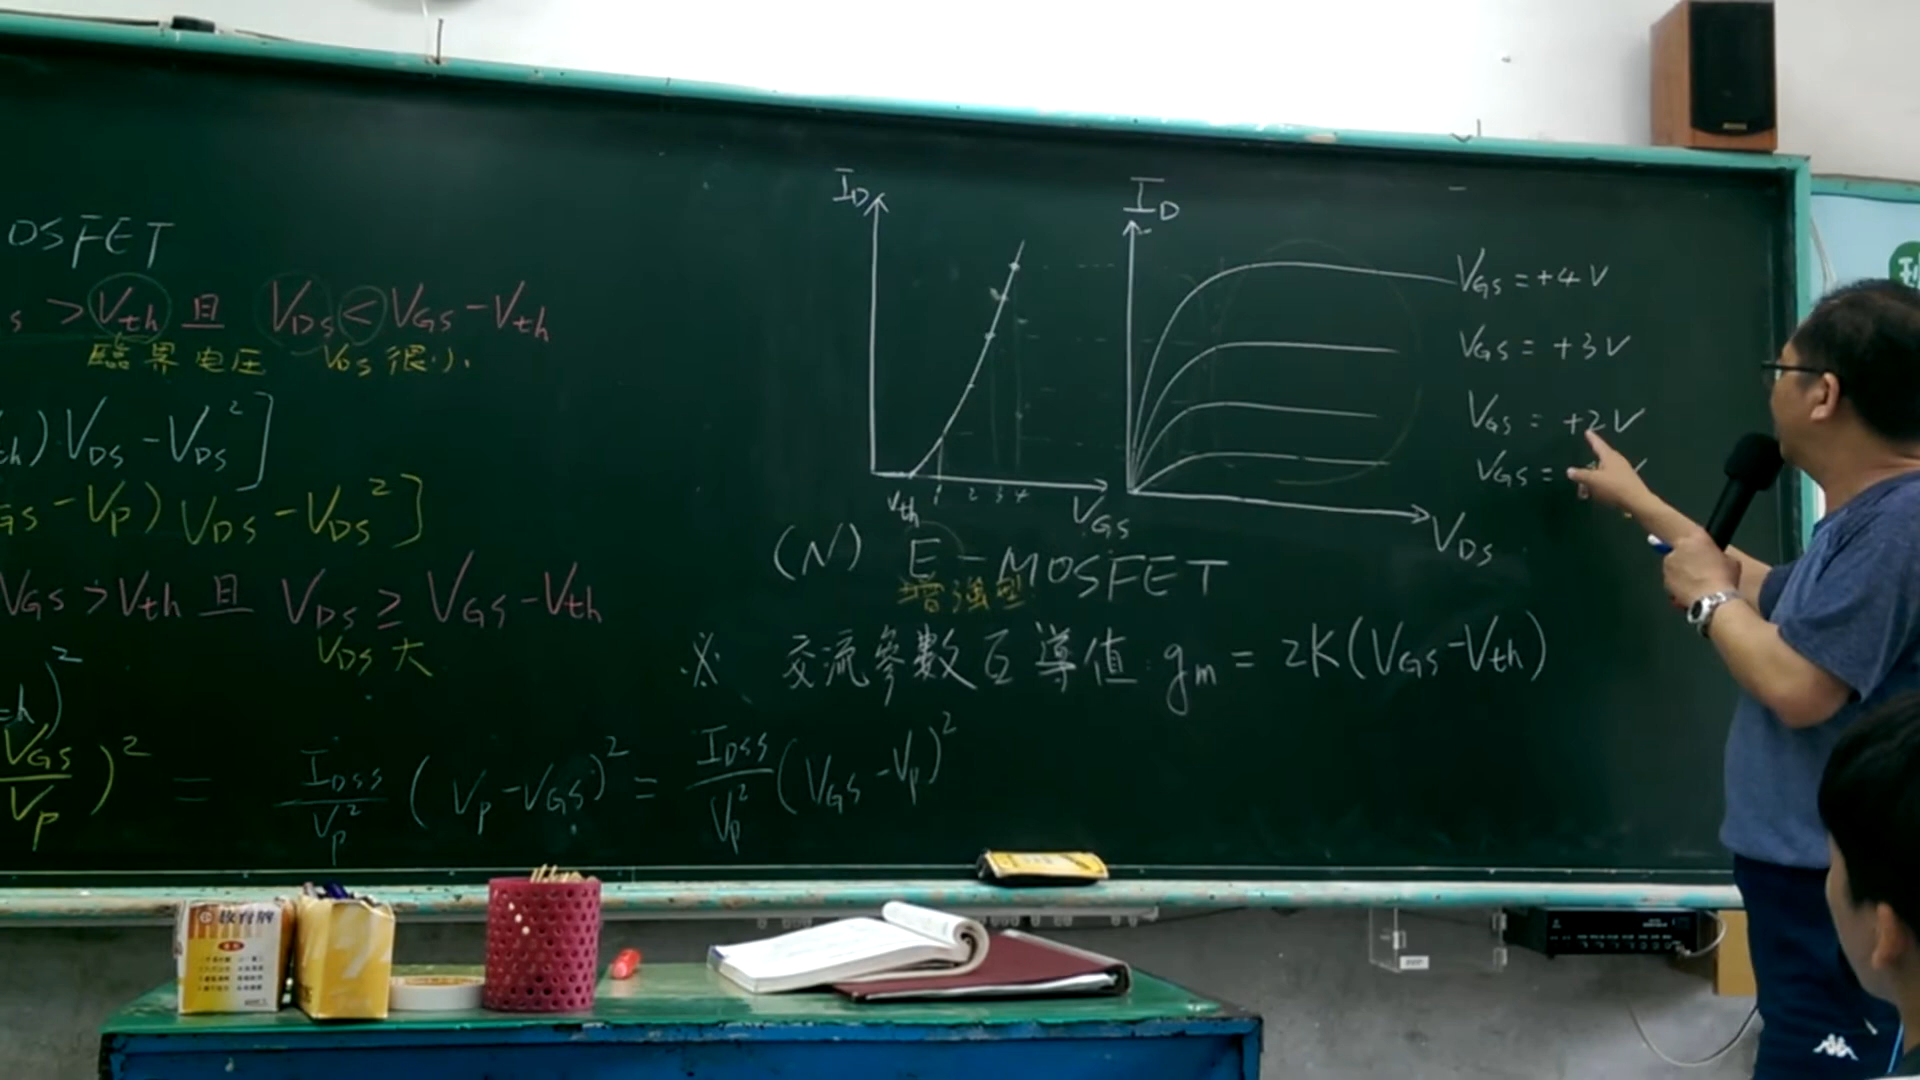 OSFET
s > Vth 且 VDS < VGS - Vth
臨界电圧 VDS 很小
th) VDS - VDS²]
GS - VP) VDS - VDS²]
VGS > Vth 且 VDS ≥ VGS - Vth
VDS 大
th)²
VGS/VP)² = IDSS/VP² (VP - VGS)² = IDSS/VP² (VGS - VP)²
ID
Vth 1 2 3 4 VGS
ID
VGS = +4V
VGS = +3V
VGS = +2V
VGS =
VDS
(N) E-MOSFET
增強型
※ 交流參數互導值 gm = 2K(VGS - Vth)